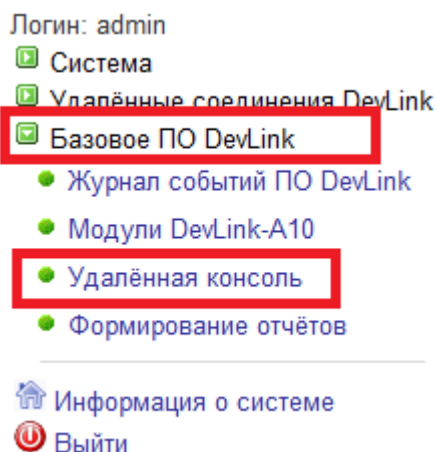 Логин: admin
Система
Удалённые соединения DevLink
Базовое ПО DevLink
Журнал событий ПО DevLink
Модули DevLink-A10
Удалённая консоль
Формирование отчётов
Информация о системе
Выйти